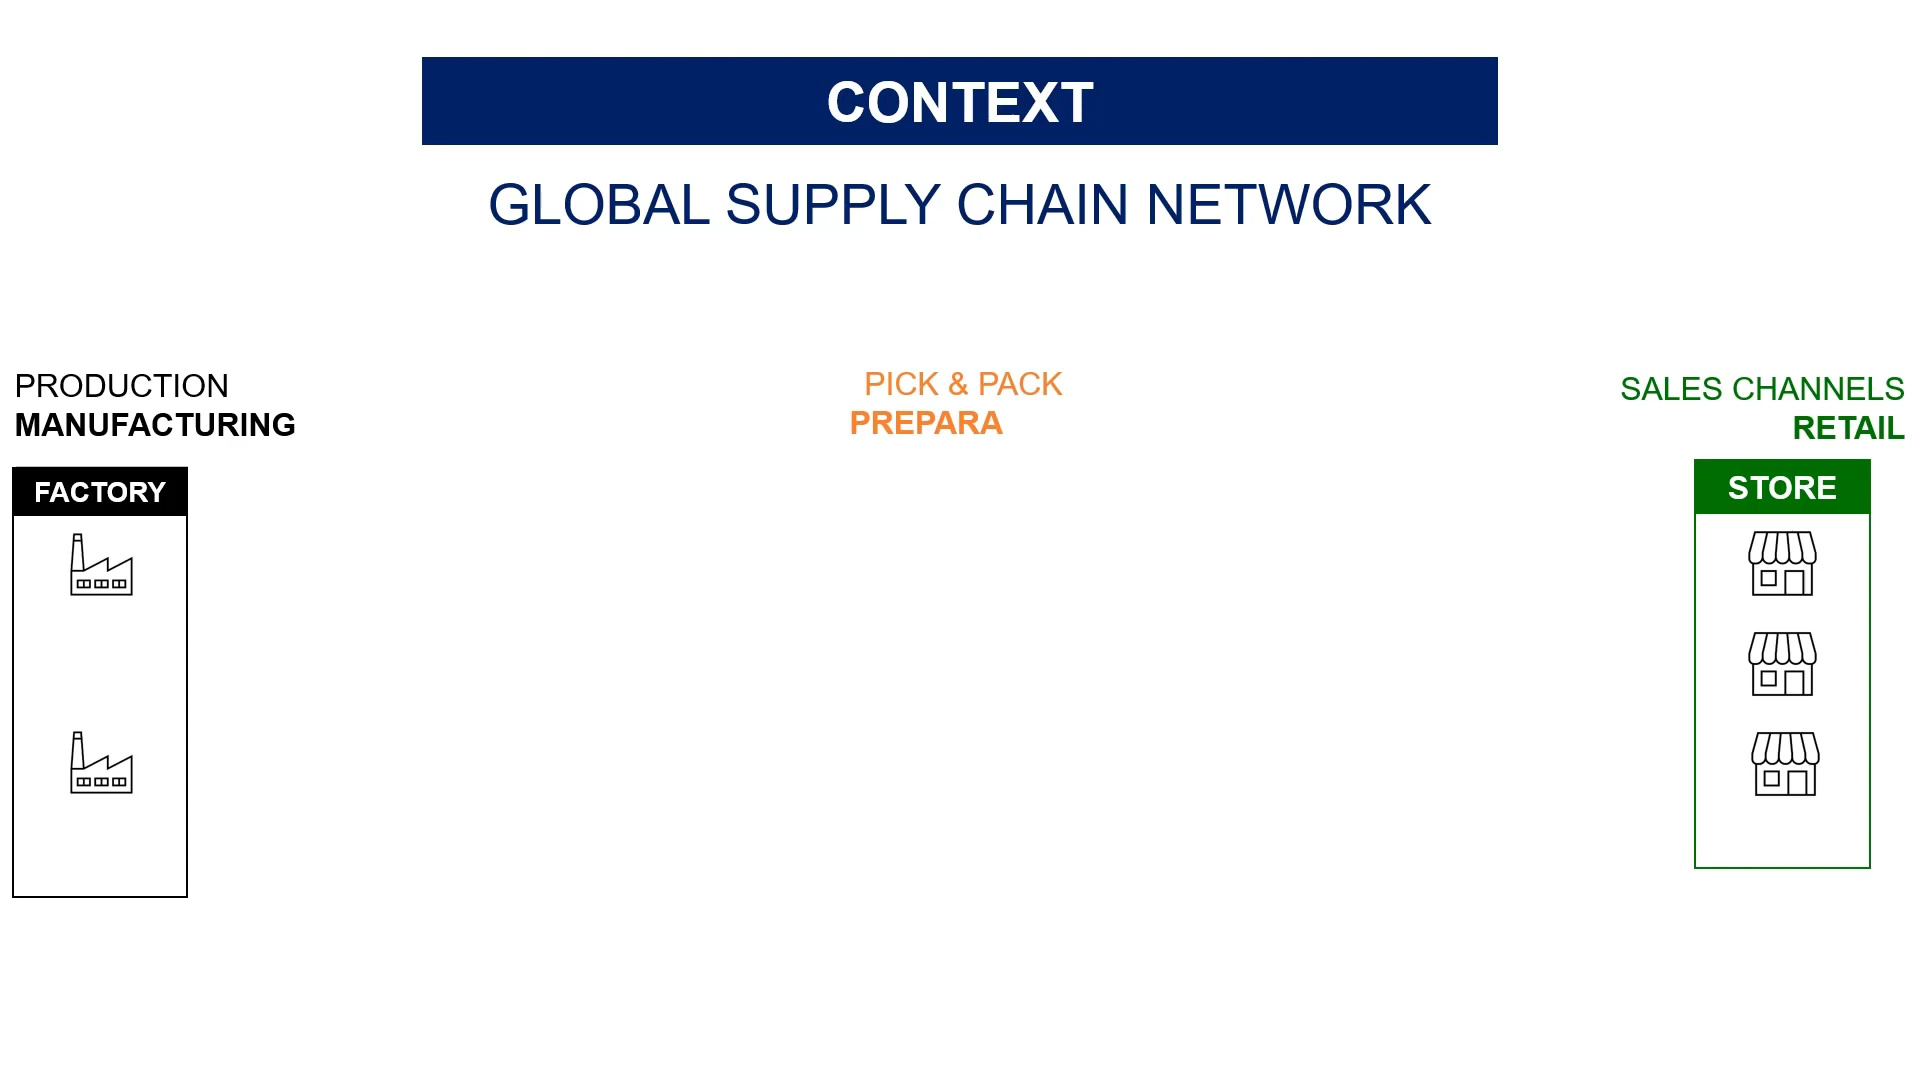 CONTEXT
GLOBAL SUPPLY CHAIN NETWORK
PRODUCTION
MANUFACTURING
FACTORY
PICK & PACK
PREPARA
SALES CHANNELS
RETAIL
STORE